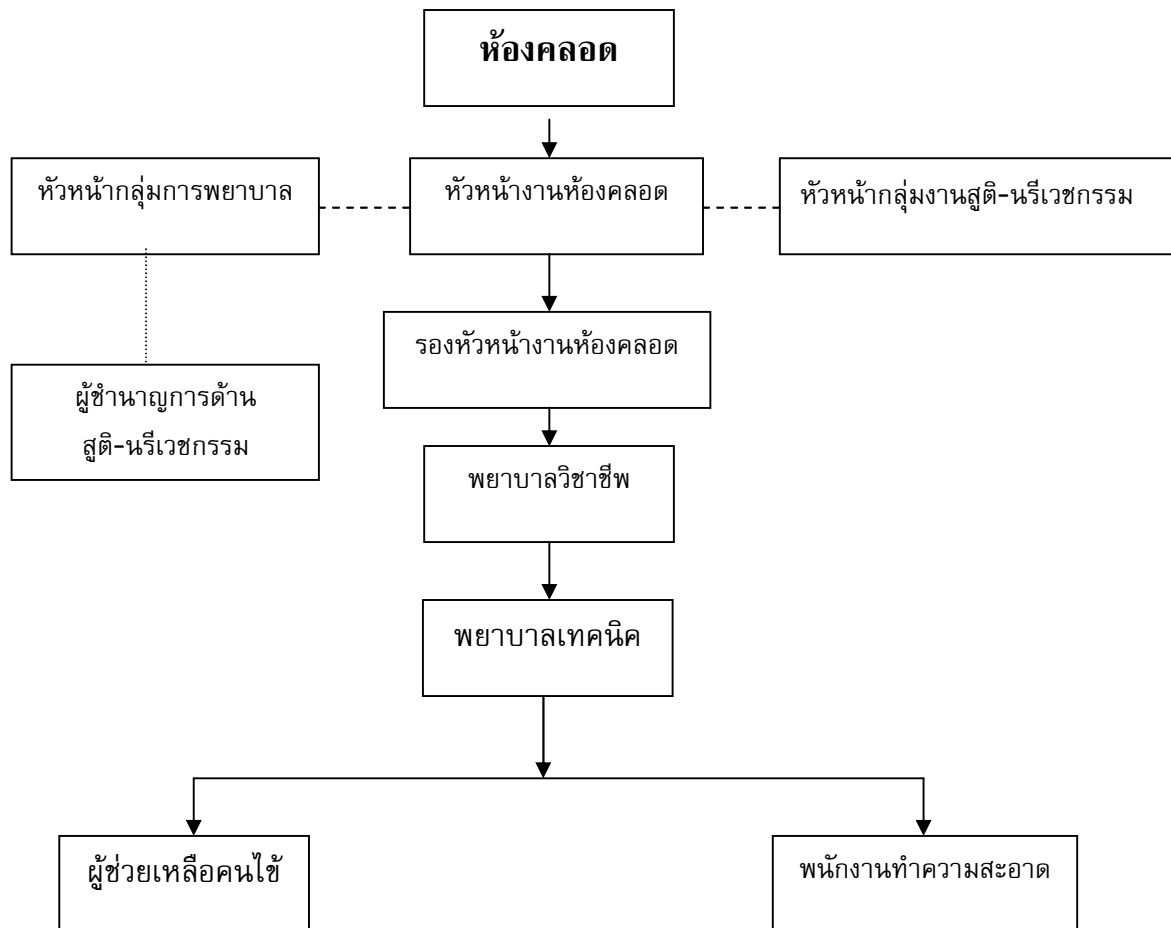 ห้องคลอด
หัวหน้ากลุ่มการพยาบาล
หัวหน้างานห้องคลอด
หัวหน้ากลุ่มงานสูติ-นรีเวชกรรม
รองหัวหน้างานห้องคลอด
ผู้ชำนาญการด้าน
สูติ-นรีเวชกรรม
พยาบาลวิชาชีพ
พยาบาลเทคนิค
ผู้ช่วยเหลือคนไข้
พนักงานทำความสะอาด